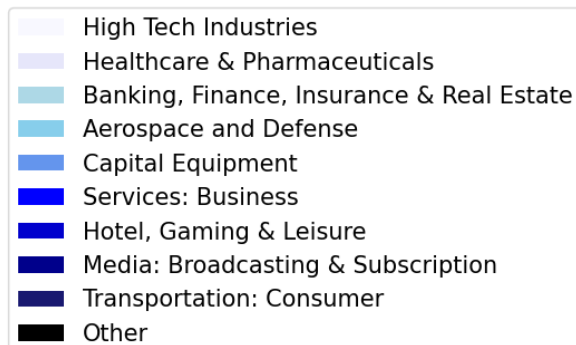 High Tech Industries
Healthcare & Pharmaceuticals
Banking, Finance, Insurance & Real Estate
Aerospace and Defense
Capital Equipment
Services: Business
Hotel, Gaming & Leisure
Media: Broadcasting & Subscription
Transportation: Consumer
Other